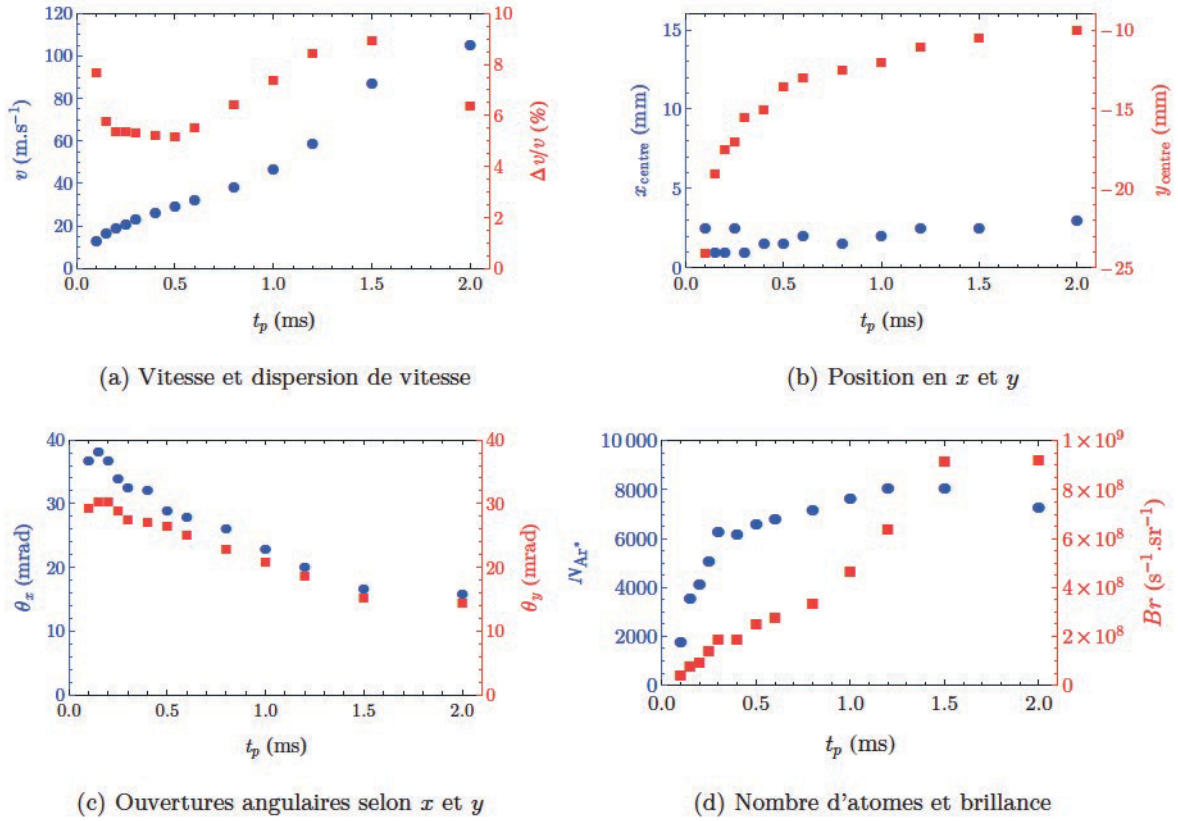 120
100
80
60
40
20
0
v (m.s⁻¹)
10
8
6
4
2
0
Δv/v (%)
0.0 0.5 1.0 1.5 2.0
t_p (ms)
(a) Vitesse et dispersion de vitesse
15
10
5
0
x_centre (mm)
−10
−15
−20
−25
y_centre (mm)
0.0 0.5 1.0 1.5 2.0
t_p (ms)
(b) Position en x et y
40
30
20
10
0
θ_x (mrad)
40
30
20
10
0
θ_y (mrad)
0.0 0.5 1.0 1.5 2.0
t_p (ms)
(c) Ouvertures angulaires selon x et y
10 000
8000
6000
4000
2000
0
N_Ar*
1×10⁹
8×10⁸
6×10⁸
4×10⁸
2×10⁸
0
Br (s⁻¹.sr⁻¹)
0.0 0.5 1.0 1.5 2.0
t_p (ms)
(d) Nombre d'atomes et brillance